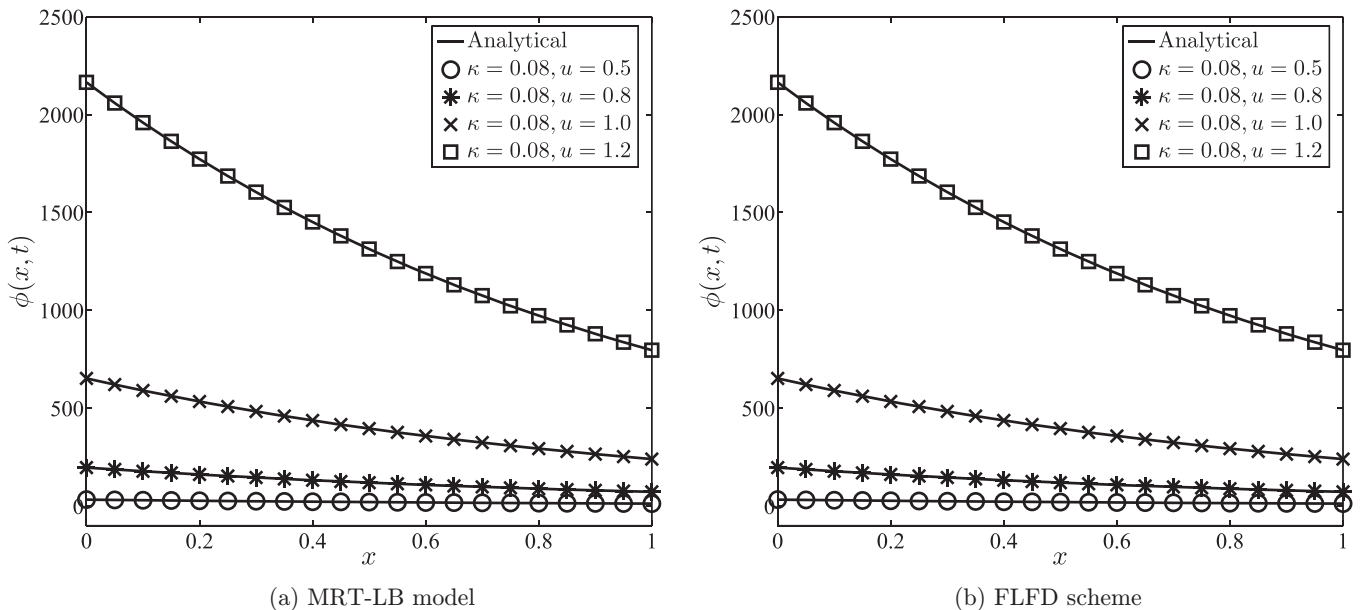 2500
2000
1500
1000
500
0
ϕ(x, t)
Analytical
κ = 0.08, u = 0.5
κ = 0.08, u = 0.8
κ = 0.08, u = 1.0
κ = 0.08, u = 1.2
0 0.2 0.4 0.6 0.8 1
x
(a) MRT-LB model
2500
2000
1500
1000
500
0
ϕ(x, t)
Analytical
κ = 0.08, u = 0.5
κ = 0.08, u = 0.8
κ = 0.08, u = 1.0
κ = 0.08, u = 1.2
0 0.2 0.4 0.6 0.8 1
x
(b) FLFD scheme